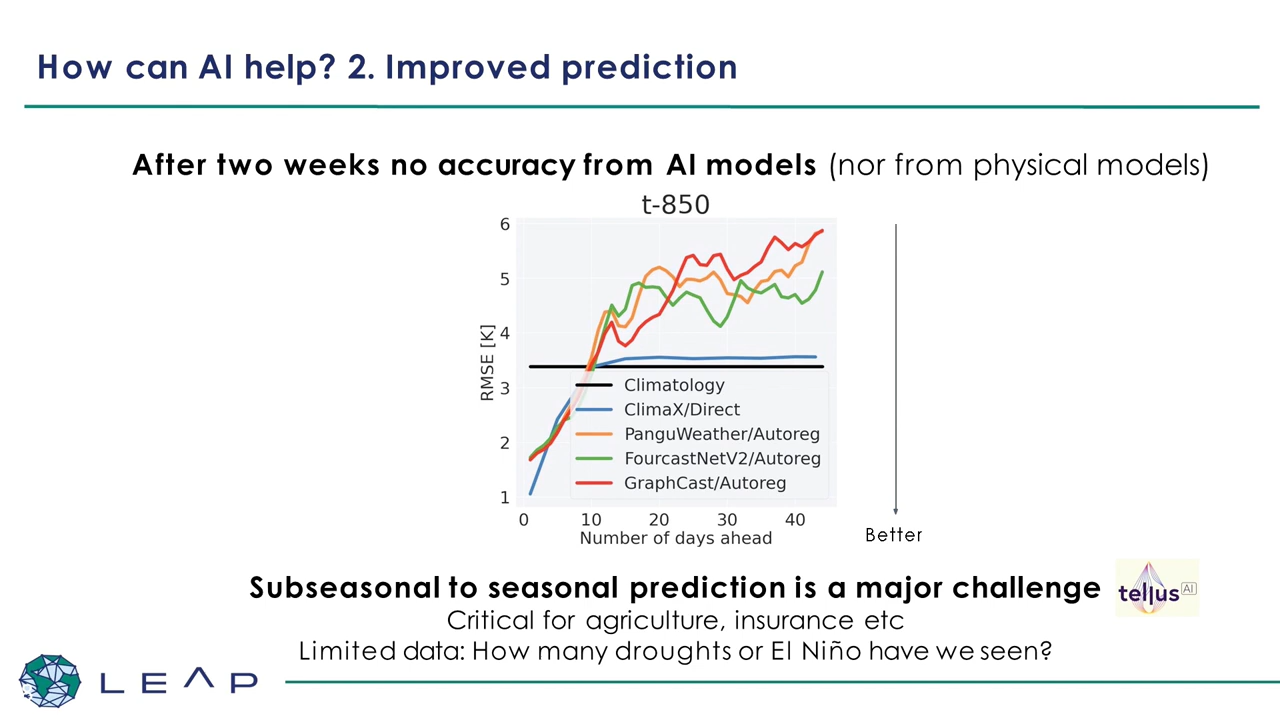 How can AI help? 2. Improved prediction
After two weeks no accuracy from AI models (nor from physical models)
t-850
6
5
4
3
2
1
RMSE [K]
Climatology
ClimaX/Direct
PanguWeather/Autoreg
FourcastNetV2/Autoreg
GraphCast/Autoreg
0 10 20 30 40
Number of days ahead
Better
Subseasonal to seasonal prediction is a major challenge
tellus AI
Critical for agriculture, insurance etc
Limited data: How many droughts or El Niño have we seen?
LEAP